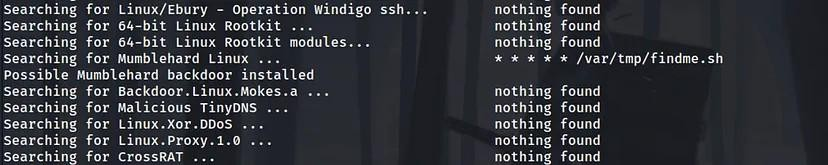 Searching for Linux/Ebury - Operation Windigo ssh... nothing found
Searching for 64-bit Linux Rootkit ... nothing found
Searching for 64-bit Linux Rootkit modules... nothing found
Searching for Mumblehard Linux ... * * * * * /var/tmp/findme.sh
Possible Mumblehard backdoor installed
Searching for Backdoor.Linux.Mokes.a ... nothing found
Searching for Malicious TinyDNS ... nothing found
Searching for Linux.Xor.DDoS ... nothing found
Searching for Linux.Proxy.1.0 ... nothing found
Searching for CrossRAT ... nothing found